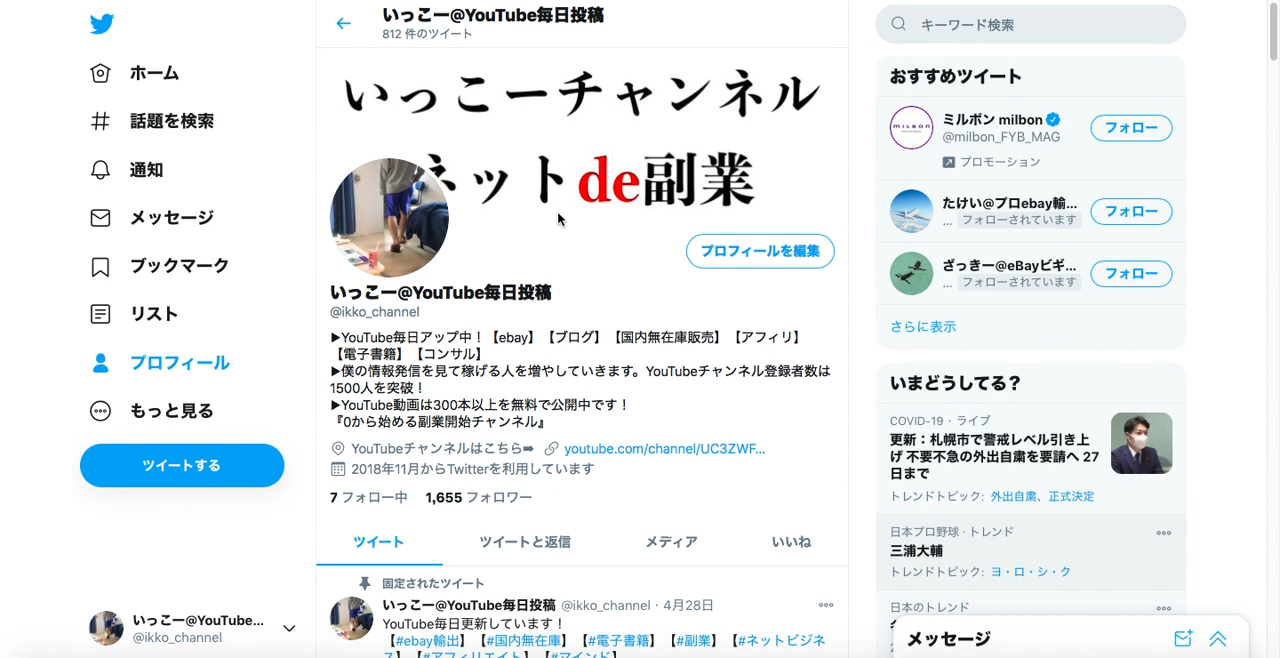 ホーム
話題を検索
通知
メッセージ
ブックマーク
リスト
プロフィール
もっと見る
ツイートする
いっこー@YouTube...
@ikko_channel
いっこー@YouTube毎日投稿
812 件のツイート
いっこーチャンネル
ネットde副業
プロフィールを編集
いっこー@YouTube毎日投稿
@ikko_channel
▶YouTube毎日アップ中！【ebay】【ブログ】【国内無在庫販売】【アフィリ】
【電子書籍】【コンサル】
▶僕の情報発信を見て稼げる人を増やしていきます。YouTubeチャンネル登録者数は
1500人を突破！
▶YouTube動画は300本以上を無料で公開中です！
『0から始める副業開始チャンネル』
YouTubeチャンネルはこちら➡ youtube.com/channel/UC3ZWF...
2018年11月からTwitterを利用しています
7 フォロー中 1,655 フォロワー
ツイート ツイートと返信 メディア いいね
固定されたツイート
いっこー@YouTube毎日投稿 @ikko_channel · 4月28日
YouTube毎日更新しています！
【#ebay輸出】【#国内無在庫】【#電子書籍】【#副業】【#ネットビジネ
ス】【#アフィリエイト】【#マインド】
キーワード検索
おすすめツイート
MILBON
ミルボン milbon
@milbon_FYB_MAG
フォロー
プロモーション
たけい@プロebay輸...
... フォローされています
フォロー
ざっきー@eBayビギ...
... フォローされています
フォロー
さらに表示
いまどうしてる？
COVID-19 · ライブ
更新：札幌市で警戒レベル引き上
げ 不要不急の外出自粛を要請へ 27
日まで
トレンドトピック: 外出自粛、正式決定
日本プロ野球 · トレンド
三浦大輔
トレンドトピック: ヨ・ロ・シ・ク
日本のトレンド
メッセージ